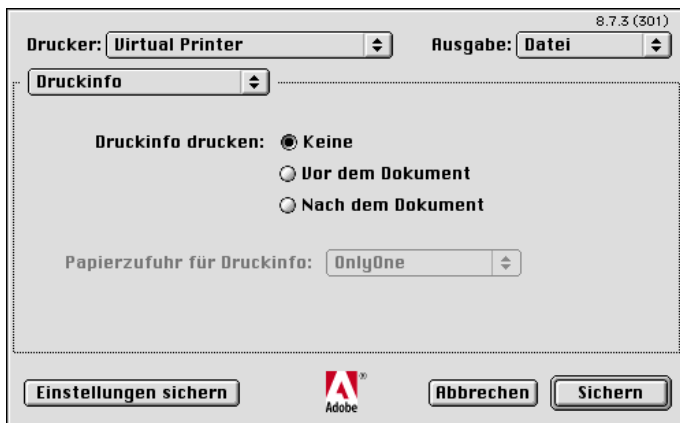 8.7.3 (301)
Drucker: Virtual Printer Ausgabe: Datei
Druckinfo
Druckinfo drucken: Keine
Vor dem Dokument
Nach dem Dokument
Papierzufuhr für Druckinfo: OnlyOne
Einstellungen sichern Adobe® Abbrechen Sichern